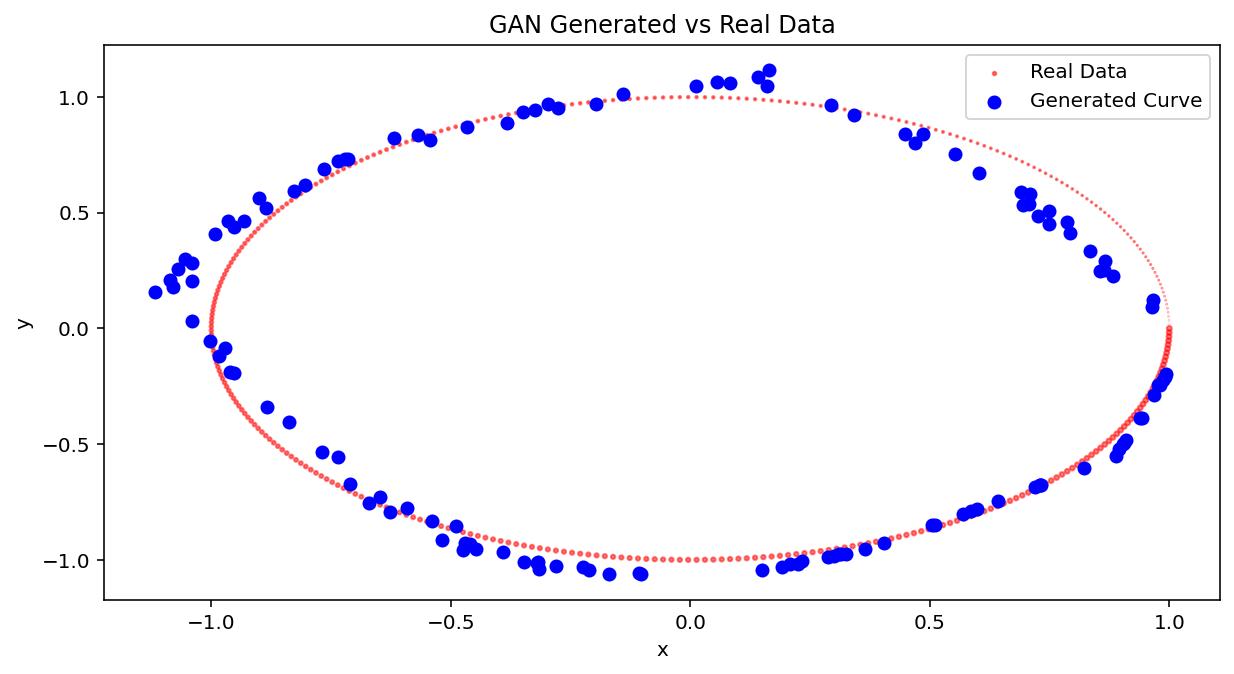 GAN Generated vs Real Data
Real Data
Generated Curve
1.0
0.5
0.0
−0.5
−1.0
y
−1.0 −0.5 0.0 0.5 1.0
x